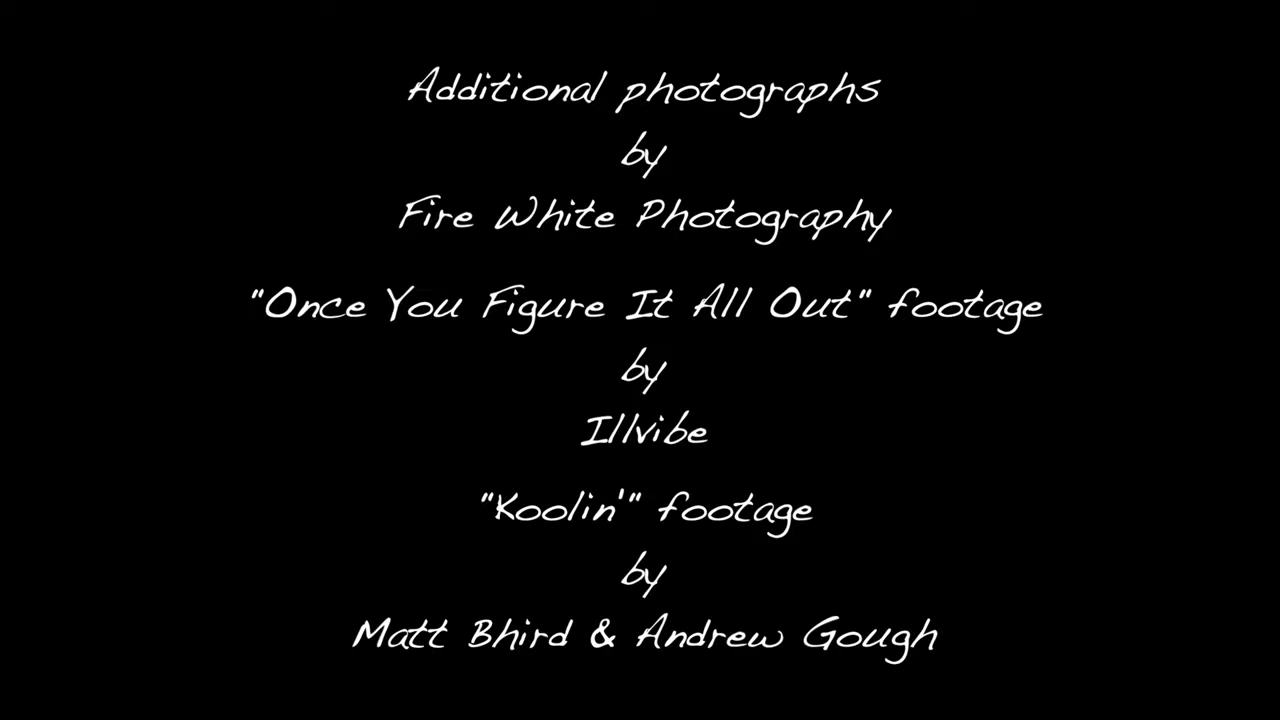 Additional photographs
by
Fire White Photography
"Once You Figure It All Out" footage
by
Illvibe
"Koolin'" footage
by
Matt Bhird & Andrew Gough